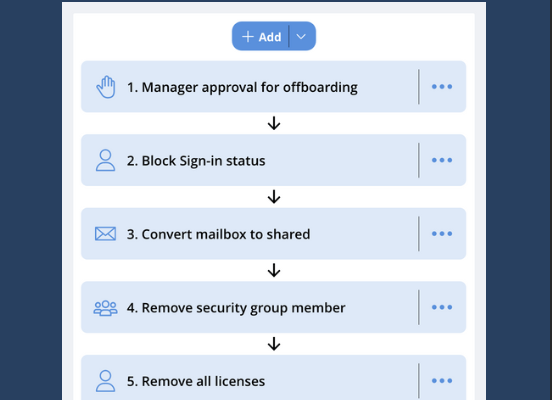 Add
1. Manager approval for offboarding
2. Block Sign-in status
3. Convert mailbox to shared
4. Remove security group member
5. Remove all licenses